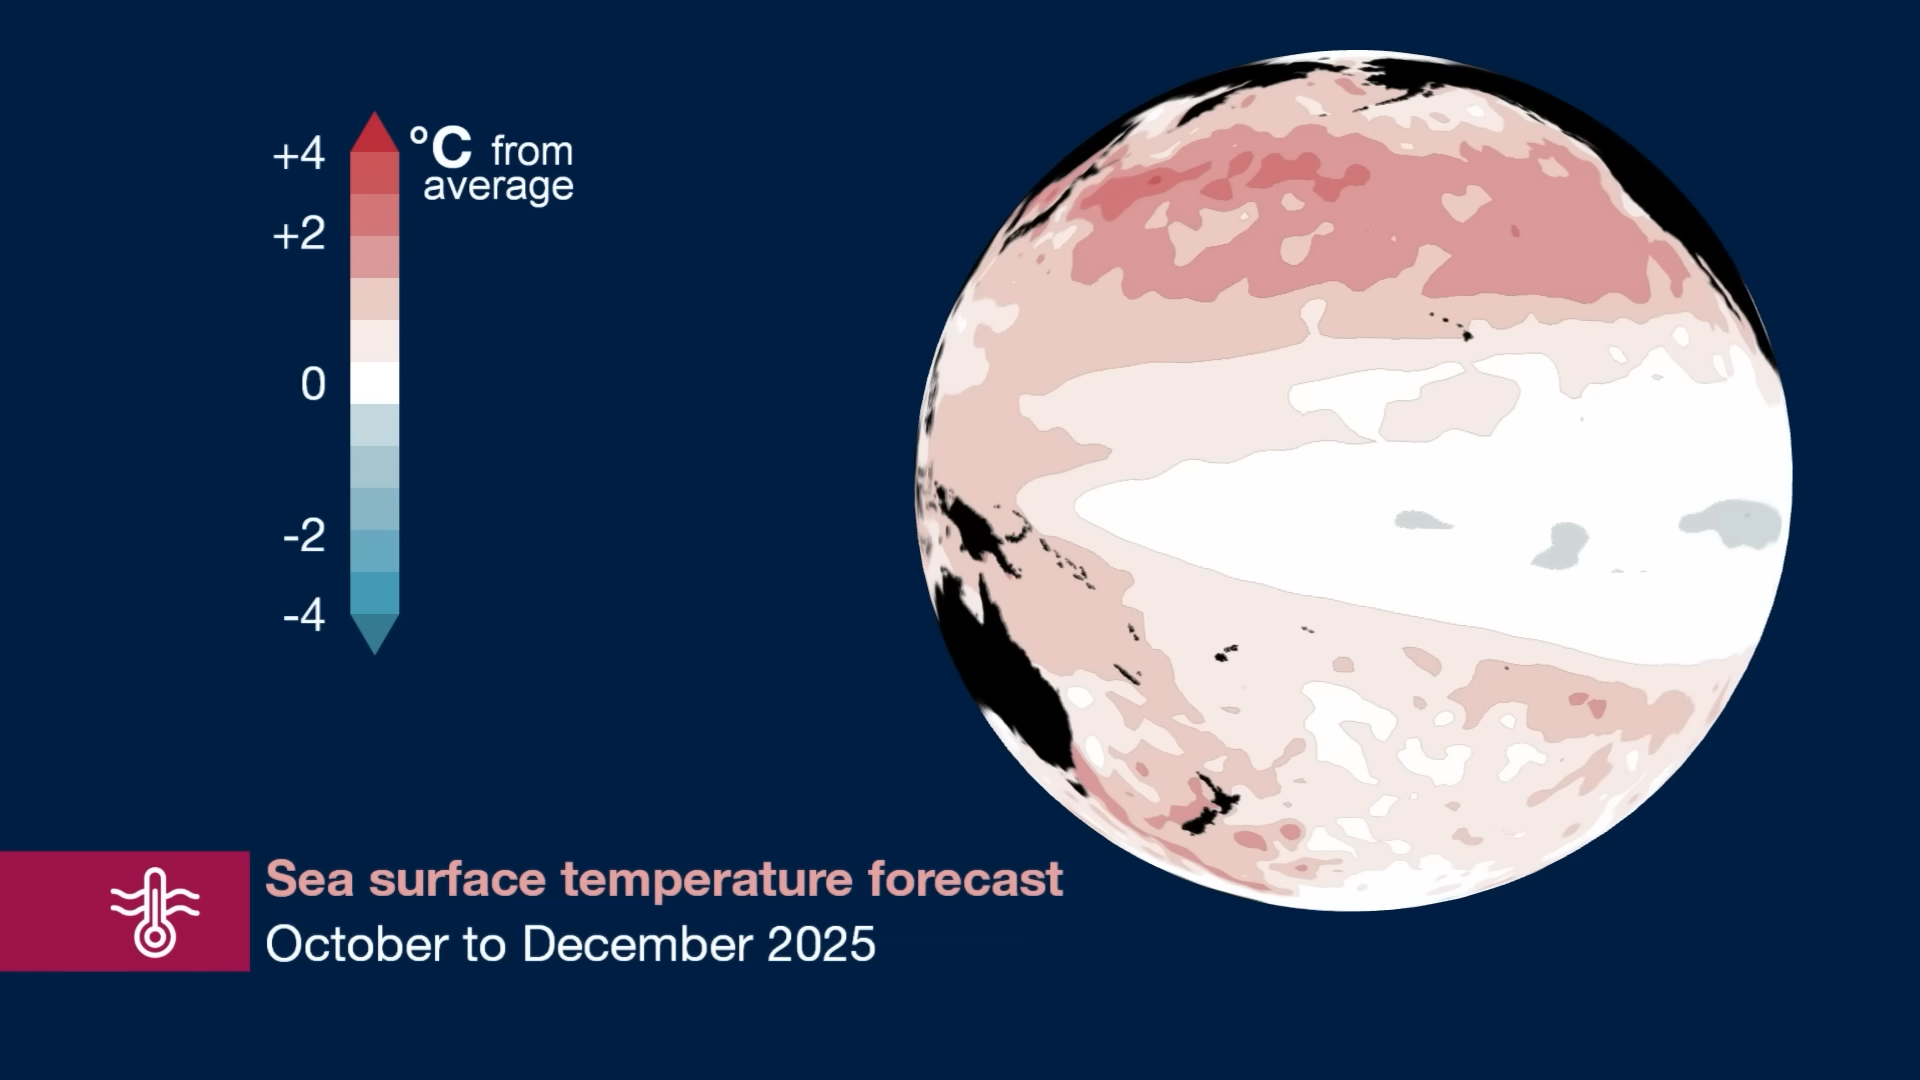 °C from
average
+4
+2
0
-2
-4
Sea surface temperature forecast
October to December 2025